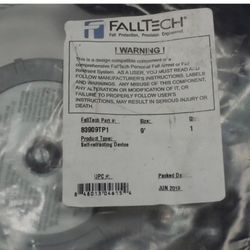 FALLTECH
Fall Protection, Precision Engineered
! WARNING !
This is a design compatible component of a
comprehensive FallTech Personal Fall Arrest or Fall
Restraint System. AS A USER, YOU MUST READ AND
FOLLOW MANUFACTURER'S INSTRUCTIONS, LABELS
AND WARNINGS. ANY MISUSE OF THIS COMPONENT,
ANY ALTERATION OR MODIFICATION OF IT, OR
FAILURE TO PROPERLY FOLLOW USER'S
INSTRUCTIONS, MAY RESULT IN SERIOUS INJURY OR
DEATH.
FallTech Part #: Size: Qty:
83909TP1 9' 1
Product Type:
Self-retracting Device
UPC #: Packed Date:
JUN 2019